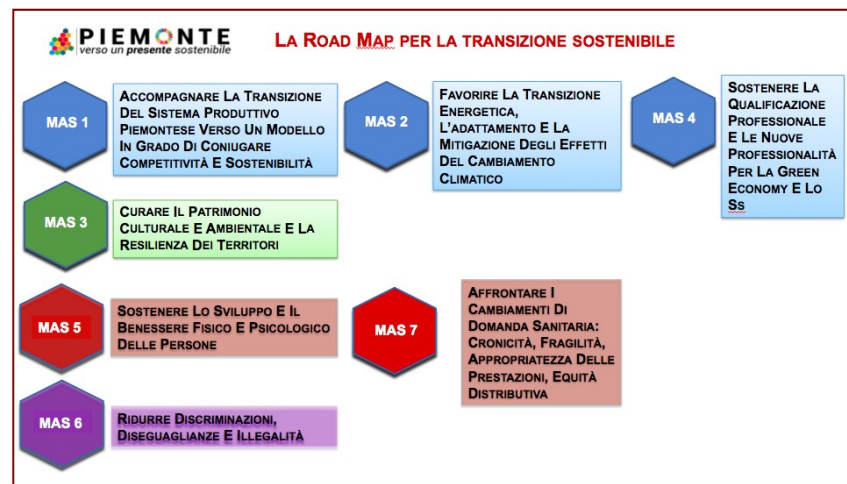 PIEMONTE
verso un presente sostenibile
LA ROAD MAP PER LA TRANSIZIONE SOSTENIBILE
MAS 1
ACCOMPAGNARE LA TRANSIZIONE
DEL SISTEMA PRODUTTIVO
PIEMONTESE VERSO UN MODELLO
IN GRADO DI CONIUGARE
COMPETITIVITÀ E SOSTENIBILITÀ
MAS 2
FAVORIRE LA TRANSIZIONE
ENERGETICA,
L'ADATTAMENTO E LA
MITIGAZIONE DEGLI EFFETTI
DEL CAMBIAMENTO
CLIMATICO
MAS 4
SOSTENERE LA
QUALIFICAZIONE
PROFESSIONALE
E LE NUOVE
PROFESSIONALITÀ
PER LA GREEN
ECONOMY E LO
SS
MAS 3
CURARE IL PATRIMONIO
CULTURALE E AMBIENTALE E LA
RESILIENZA DEI TERRITORI
MAS 5
SOSTENERE LO SVILUPPO E IL
BENESSERE FISICO E PSICOLOGICO
DELLE PERSONE
MAS 7
AFFRONTARE I
CAMBIAMENTI DI
DOMANDA SANITARIA:
CRONICITÀ, FRAGILITÀ,
APPROPRIATEZZA DELLE
PRESTAZIONI, EQUITÀ
DISTRIBUTIVA
MAS 6
RIDURRE DISCRIMINAZIONI,
DISEGUAGLIANZE E ILLEGALITÀ